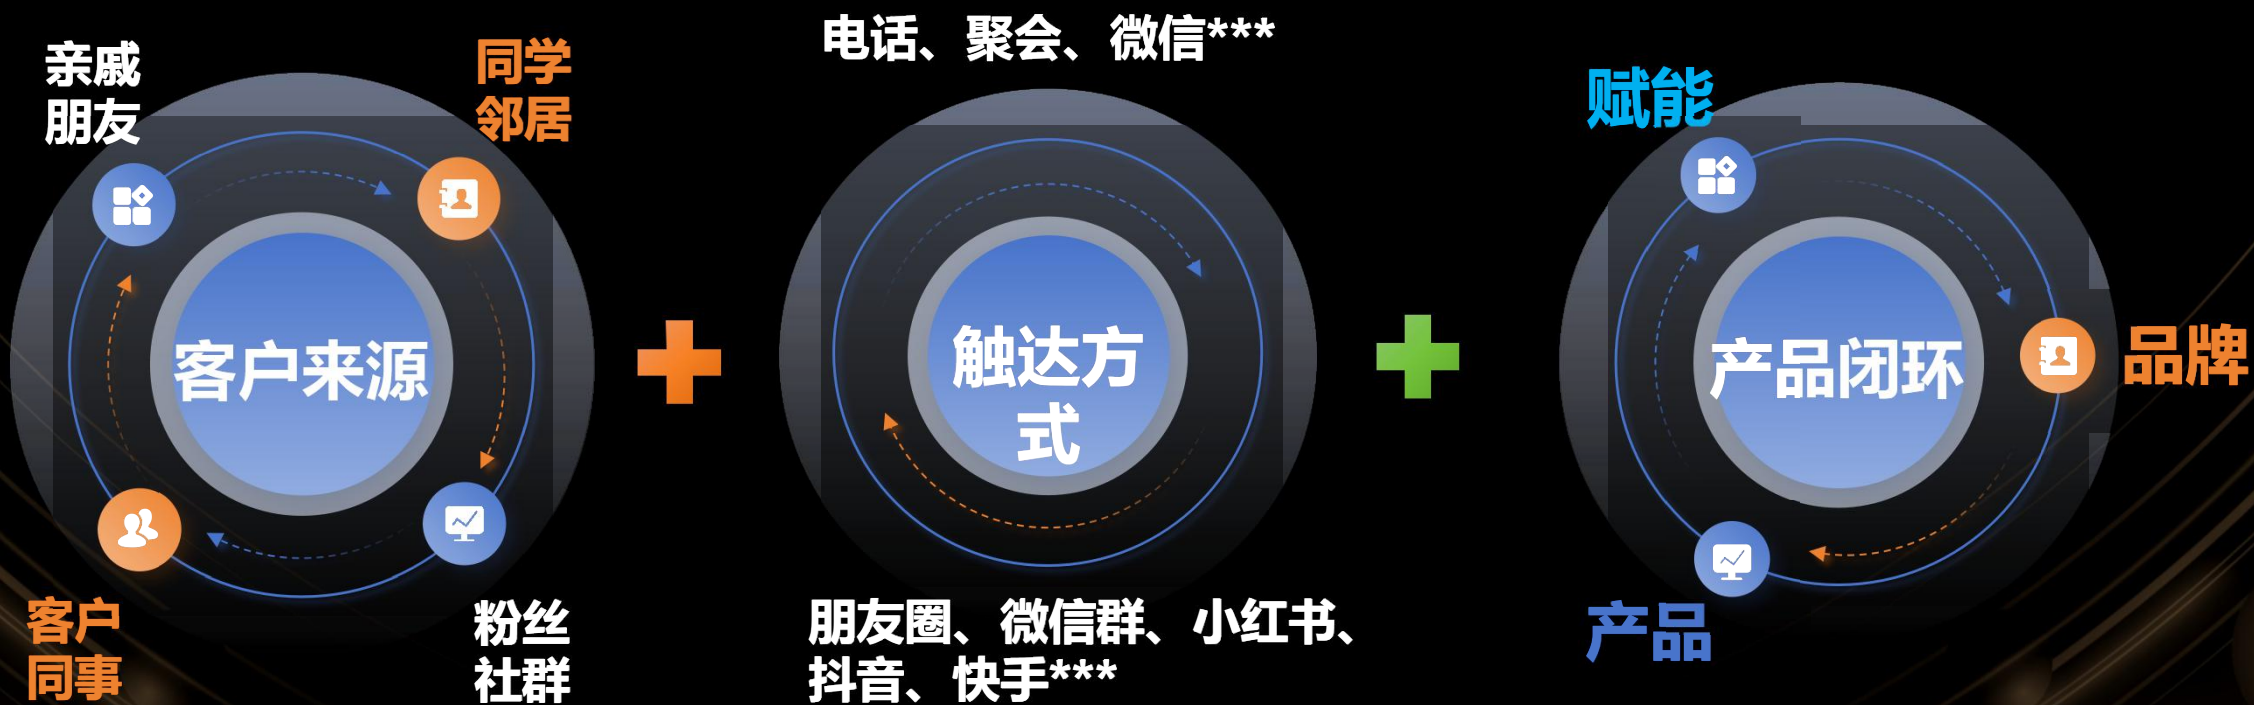 亲戚
朋友
同学
邻居
客户来源
客户
同事
粉丝
社群
电话、聚会、微信***
触达方
式
朋友圈、微信群、小红书、
抖音、快手***
赋能
产品闭环
品牌
产品